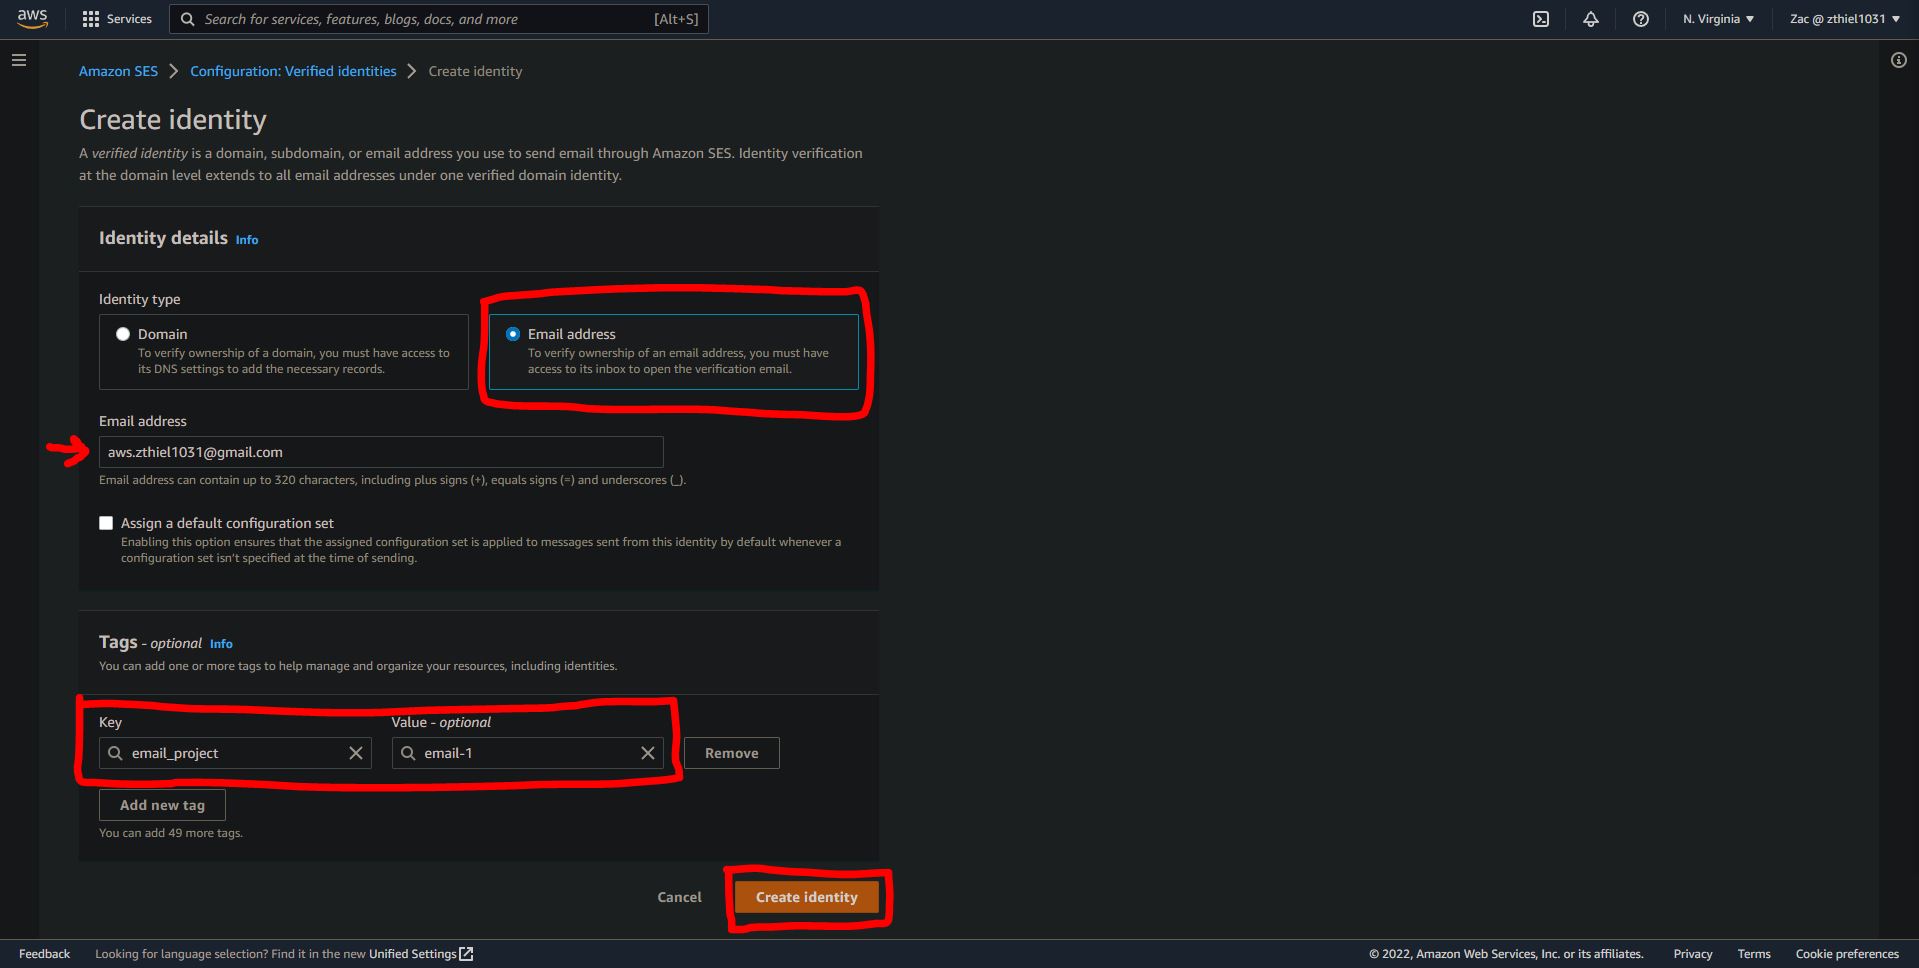 aws
Services
Search for services, features, blogs, docs, and more
[Alt+S]
N. Virginia
Zac @ zthiel1031
Amazon SES
Configuration: Verified identities
Create identity
Create identity
A verified identity is a domain, subdomain, or email address you use to send email through Amazon SES. Identity verification
at the domain level extends to all email addresses under one verified domain identity.
Identity details Info
Identity type
Domain
To verify ownership of a domain, you must have access to
its DNS settings to add the necessary records.
Email address
To verify ownership of an email address, you must have
access to its inbox to open the verification email.
Email address
aws.zthiel1031@gmail.com
Email address can contain up to 320 characters, including plus signs (+), equals signs (=) and underscores (_).
Assign a default configuration set
Enabling this option ensures that the assigned configuration set is applied to messages sent from this identity by default whenever a
configuration set isn't specified at the time of sending.
Tags - optional Info
You can add one or more tags to help manage and organize your resources, including identities.
Key
Value - optional
email_project
email-1
Remove
Add new tag
You can add 49 more tags.
Cancel
Create identity
Feedback
Looking for language selection? Find it in the new Unified Settings
© 2022, Amazon Web Services, Inc. or its affiliates.
Privacy
Terms
Cookie preferences